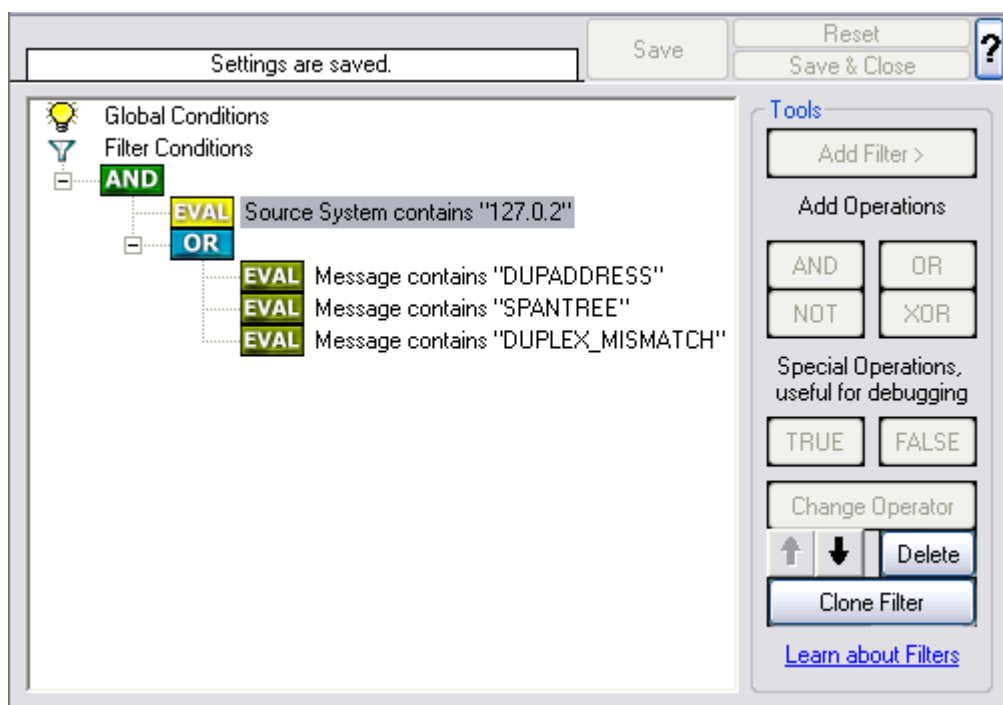 Settings are saved.
Save
Reset
Save & Close
?
Global Conditions
Filter Conditions
AND
EVAL Source System contains "127.0.2"
OR
EVAL Message contains "DUPADDRESS"
EVAL Message contains "SPANTREE"
EVAL Message contains "DUPLEX_MISMATCH"
Tools
Add Filter >
Add Operations
AND OR
NOT XOR
Special Operations,
useful for debugging
TRUE FALSE
Change Operator
Delete
Clone Filter
Learn about Filters